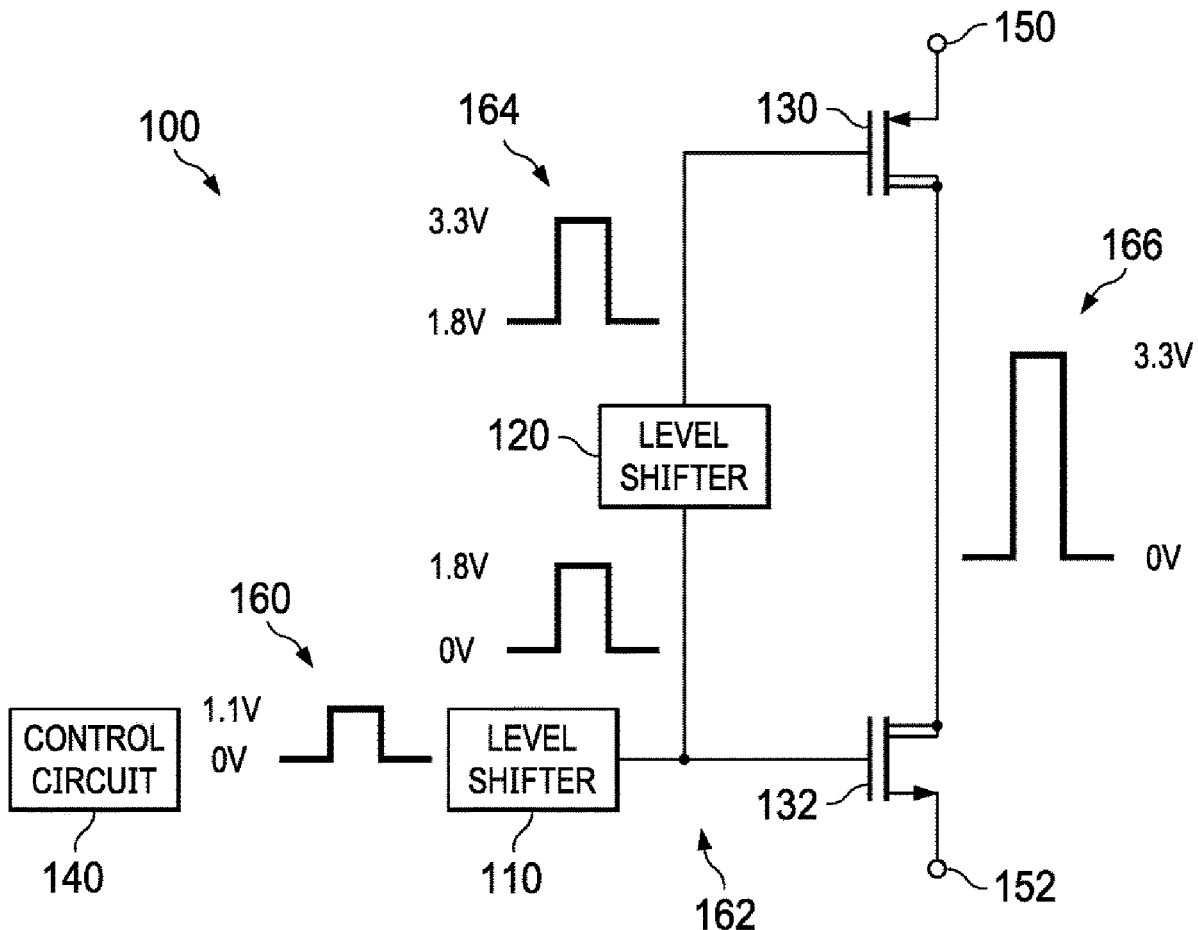 150
164
130
100
3.3V
166
1.8V
3.3V
120
LEVEL
SHIFTER
1.8V
0V
160
0V
1.1V
CONTROL
CIRCUIT
0V
LEVEL
SHIFTER
132
140
110
162
152